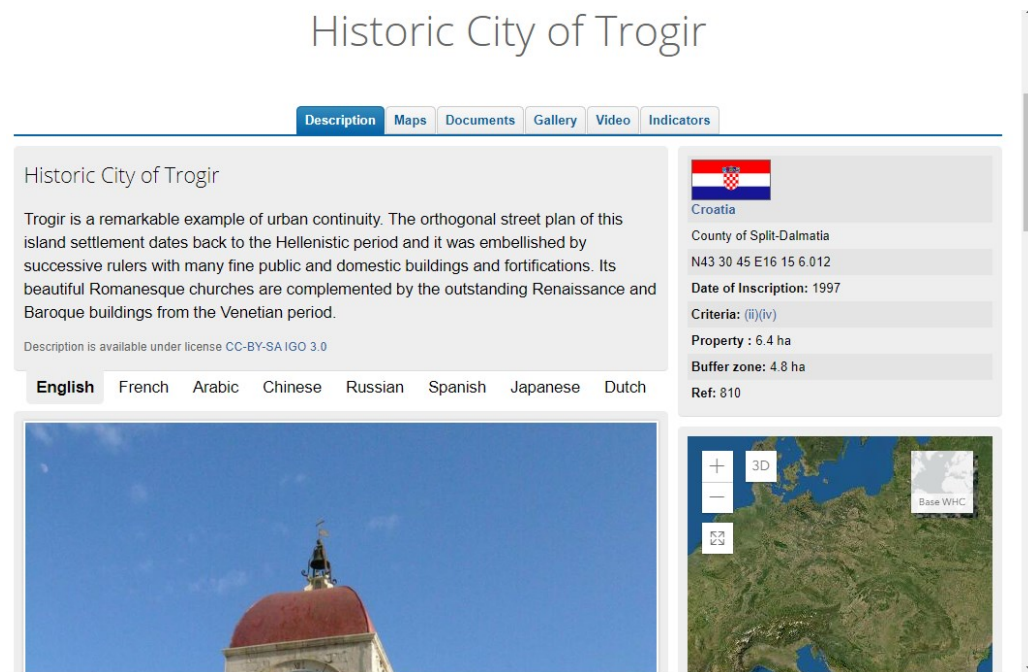 Historic City of Trogir
Description
Maps
Documents
Gallery
Video
Indicators
Historic City of Trogir
Trogir is a remarkable example of urban continuity. The orthogonal street plan of this
island settlement dates back to the Hellenistic period and it was embellished by
successive rulers with many fine public and domestic buildings and fortifications. Its
beautiful Romanesque churches are complemented by the outstanding Renaissance and
Baroque buildings from the Venetian period.
Description is available under license CC-BY-SA IGO 3.0
English French Arabic Chinese Russian Spanish Japanese Dutch
Croatia
County of Split-Dalmatia
N43 30 45 E16 15 6.012
Date of Inscription: 1997
Criteria: (ii)(iv)
Property : 6.4 ha
Buffer zone: 4.8 ha
Ref: 810
+
3D
−
Base WHC